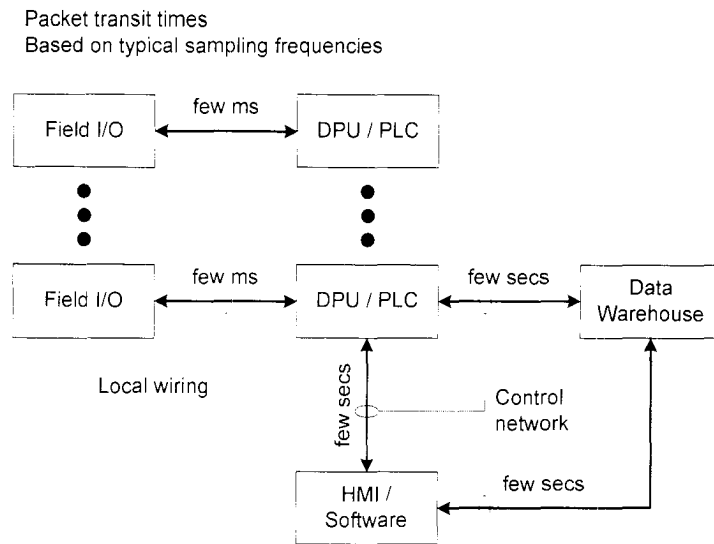 Packet transit times
Based on typical sampling frequencies
Field I/O
few ms
DPU / PLC
Field I/O
few ms
DPU / PLC
few secs
Data
Warehouse
Local wiring
few secs
Control
network
HMI /
Software
few secs